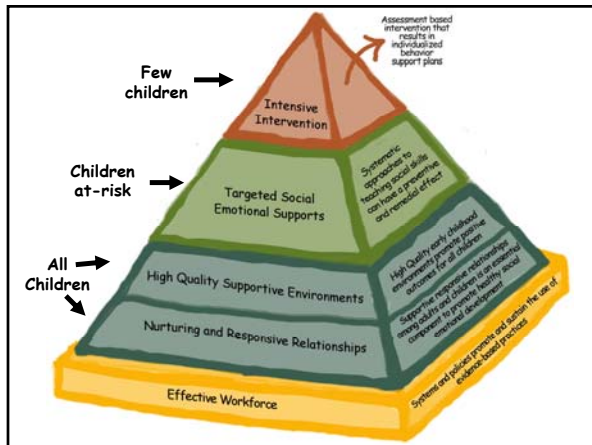 Assessment based
intervention that
results in
individualized
behavior
support plans
Few
children
Intensive
Intervention
Children
at-risk
Targeted Social
Emotional Supports
Systematic
approaches to
teaching social skills
can have a preventive
and remedial effect
All
Children
High Quality Supportive Environments
High Quality early childhood
environments promote positive
outcomes for all children
Nurturing and Responsive Relationships
Supportive responsive relationships
among adults and children is an essential
component to promote healthy social
emotional development
Effective Workforce
Systems and policies promote and sustain the use of
evidence-based practices